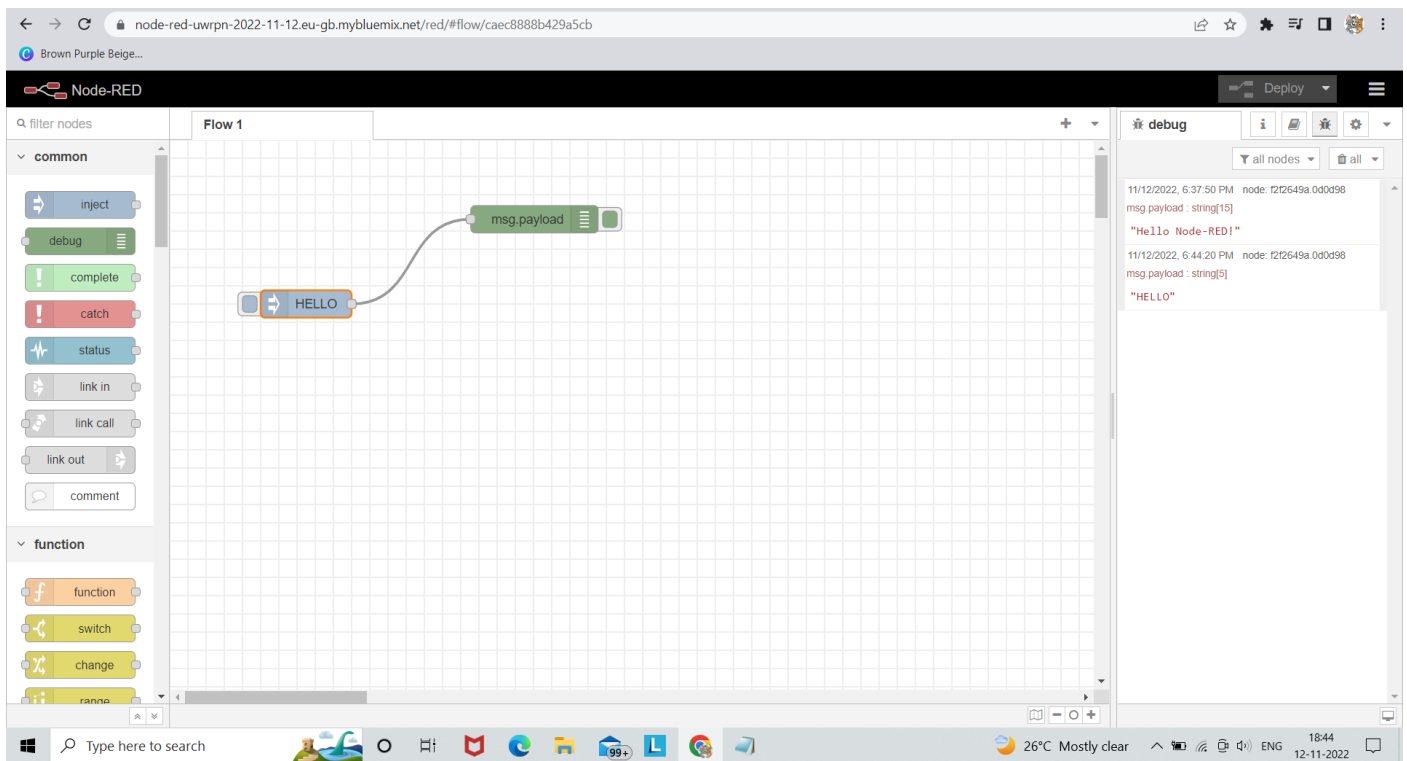 node-red-uwrpn-2022-11-12.eu-gb.mybluemix.net/red/#flow/caec8888b429a5cb
Brown Purple Beige...
Node-RED
Deploy
filter nodes
Flow 1
debug
i
common
all nodes
all
inject
debug
complete
catch
status
link in
link call
link out
comment
function
function
switch
change
range
msg.payload
HELLO
11/12/2022, 6:37:50 PM node: f2f2649a.0d0d98
msg.payload : string[15]
"Hello Node-RED!"
11/12/2022, 6:44:20 PM node: f2f2649a.0d0d98
msg.payload : string[5]
"HELLO"
Type here to search
99+
L
26°C Mostly clear
ENG
18:44
12-11-2022